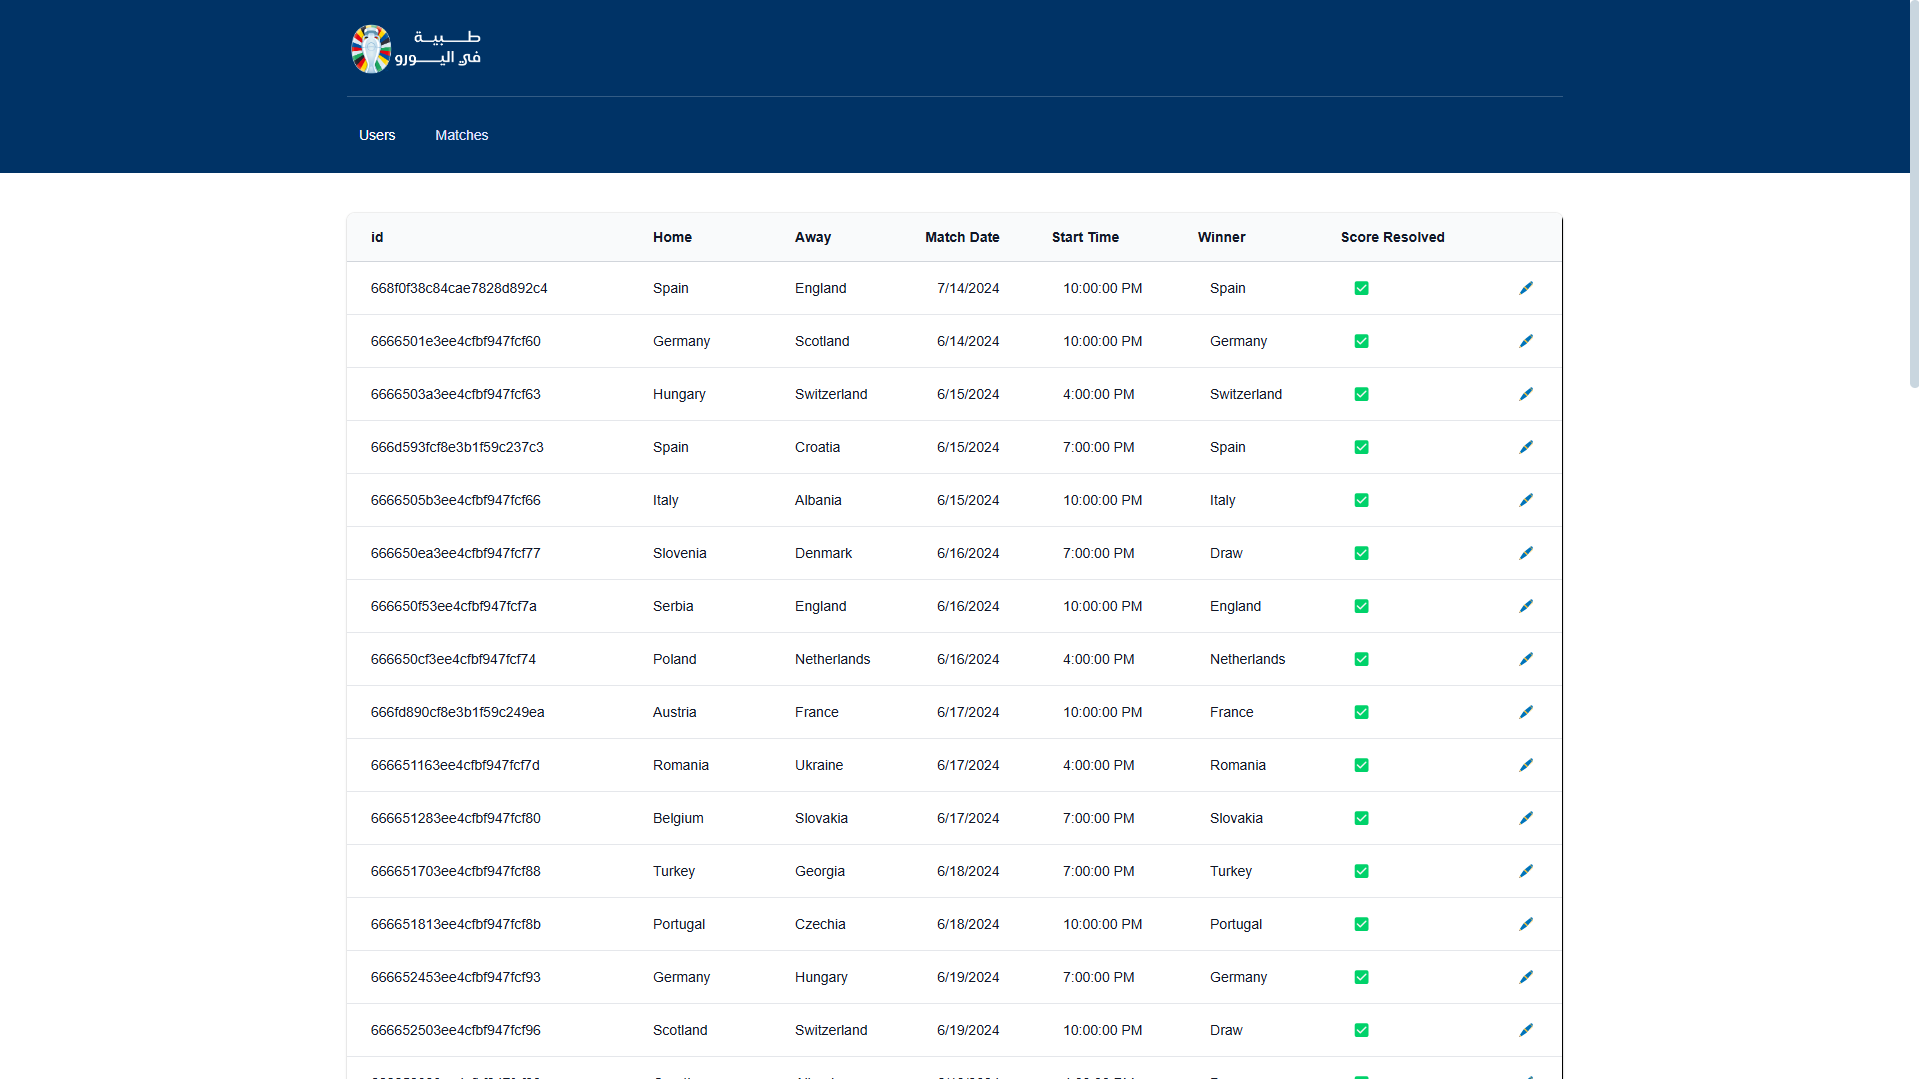 طبية
في اليورو
Users Matches
id Home Away Match Date Start Time Winner Score Resolved
668f0f38c84cae7828d892c4 Spain England 7/14/2024 10:00:00 PM Spain
6666501e3ee4cfbf947fcf60 Germany Scotland 6/14/2024 10:00:00 PM Germany
6666503a3ee4cfbf947fcf63 Hungary Switzerland 6/15/2024 4:00:00 PM Switzerland
666d593fcf8e3b1f59c237c3 Spain Croatia 6/15/2024 7:00:00 PM Spain
6666505b3ee4cfbf947fcf66 Italy Albania 6/15/2024 10:00:00 PM Italy
666650ea3ee4cfbf947fcf77 Slovenia Denmark 6/16/2024 7:00:00 PM Draw
666650f53ee4cfbf947fcf7a Serbia England 6/16/2024 10:00:00 PM England
666650cf3ee4cfbf947fcf74 Poland Netherlands 6/16/2024 4:00:00 PM Netherlands
666fd890cf8e3b1f59c249ea Austria France 6/17/2024 10:00:00 PM France
666651163ee4cfbf947fcf7d Romania Ukraine 6/17/2024 4:00:00 PM Romania
666651283ee4cfbf947fcf80 Belgium Slovakia 6/17/2024 7:00:00 PM Slovakia
666651703ee4cfbf947fcf88 Turkey Georgia 6/18/2024 7:00:00 PM Turkey
666651813ee4cfbf947fcf8b Portugal Czechia 6/18/2024 10:00:00 PM Portugal
666652453ee4cfbf947fcf93 Germany Hungary 6/19/2024 7:00:00 PM Germany
666652503ee4cfbf947fcf96 Scotland Switzerland 6/19/2024 10:00:00 PM Draw